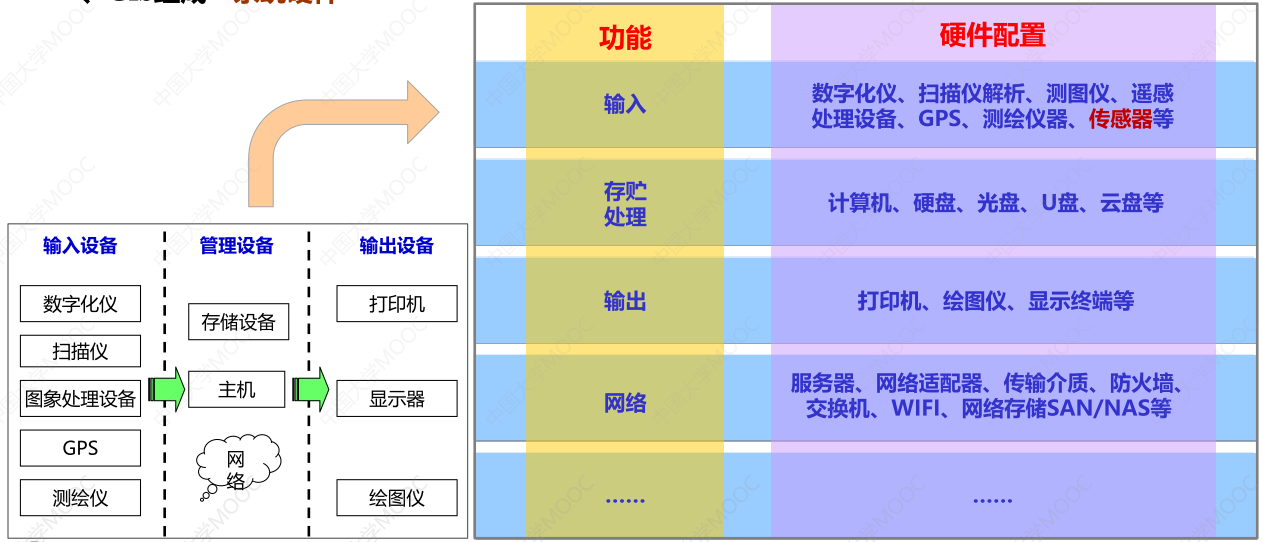 功能
硬件配置
输入
数字化仪、扫描仪解析、测图仪、遥感
处理设备、GPS、测绘仪器、传感器等
存贮
处理
计算机、硬盘、光盘、U盘、云盘等
输出
打印机、绘图仪、显示终端等
网络
服务器、网络适配器、传输介质、防火墙、
交换机、WIFI、网络存储SAN/NAS等
......
......
输入设备
管理设备
输出设备
数字化仪
扫描仪
图象处理设备
GPS
测绘仪
存储设备
主机
网
络
打印机
显示器
绘图仪
中国大学MOOC